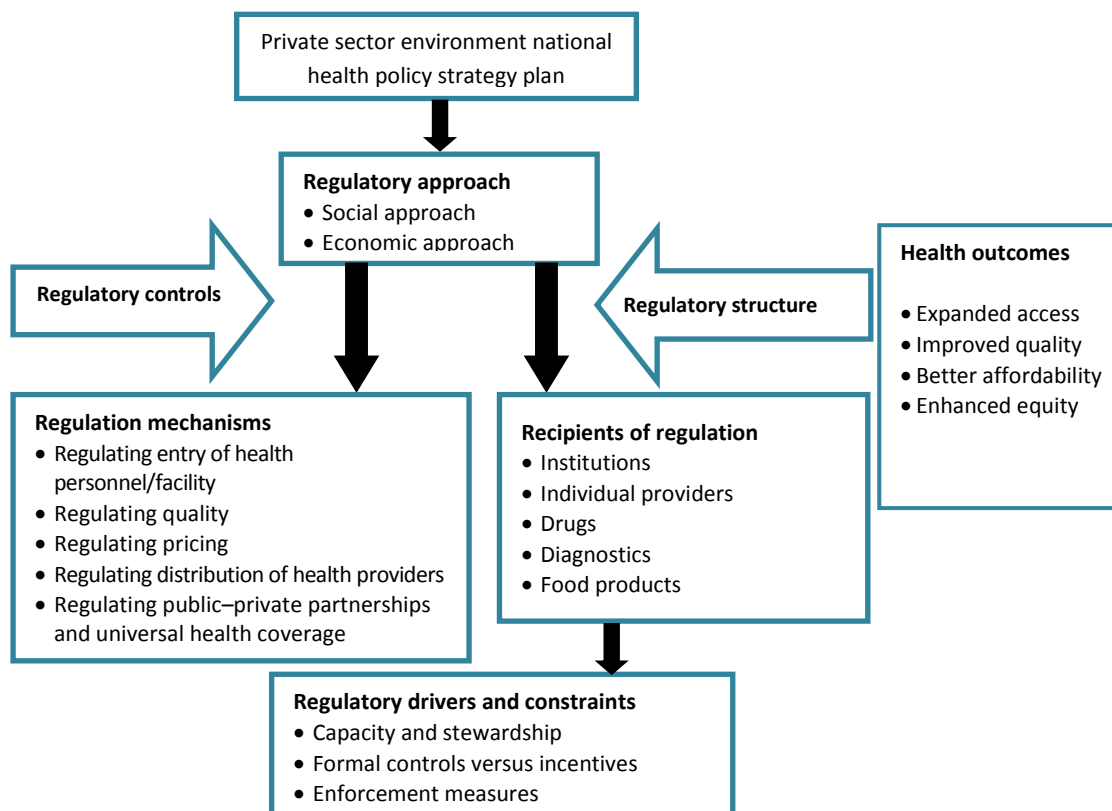 Private sector environment national
health policy strategy plan
Regulatory approach
• Social approach
• Economic approach
Regulatory controls
Regulatory structure
Health outcomes
• Expanded access
• Improved quality
• Better affordability
• Enhanced equity
Regulation mechanisms
• Regulating entry of health
personnel/facility
• Regulating quality
• Regulating pricing
• Regulating distribution of health providers
• Regulating public–private partnerships
and universal health coverage
Recipients of regulation
• Institutions
• Individual providers
• Drugs
• Diagnostics
• Food products
Regulatory drivers and constraints
• Capacity and stewardship
• Formal controls versus incentives
• Enforcement measures